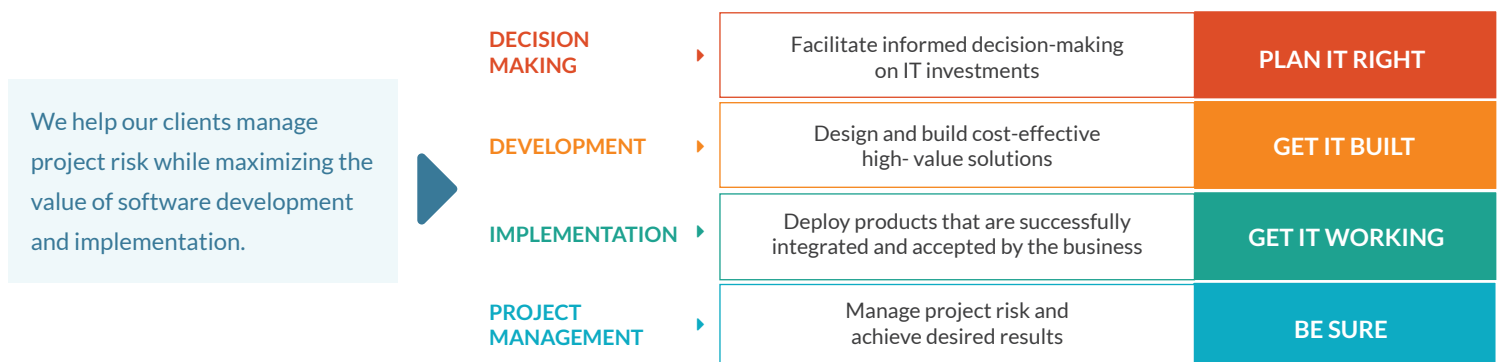 We help our clients manage
project risk while maximizing the
value of software development
and implementation.
DECISION
MAKING
Facilitate informed decision-making
on IT investments
PLAN IT RIGHT
DEVELOPMENT
Design and build cost-effective
high- value solutions
GET IT BUILT
IMPLEMENTATION
Deploy products that are successfully
integrated and accepted by the business
GET IT WORKING
PROJECT
MANAGEMENT
Manage project risk and
achieve desired results
BE SURE